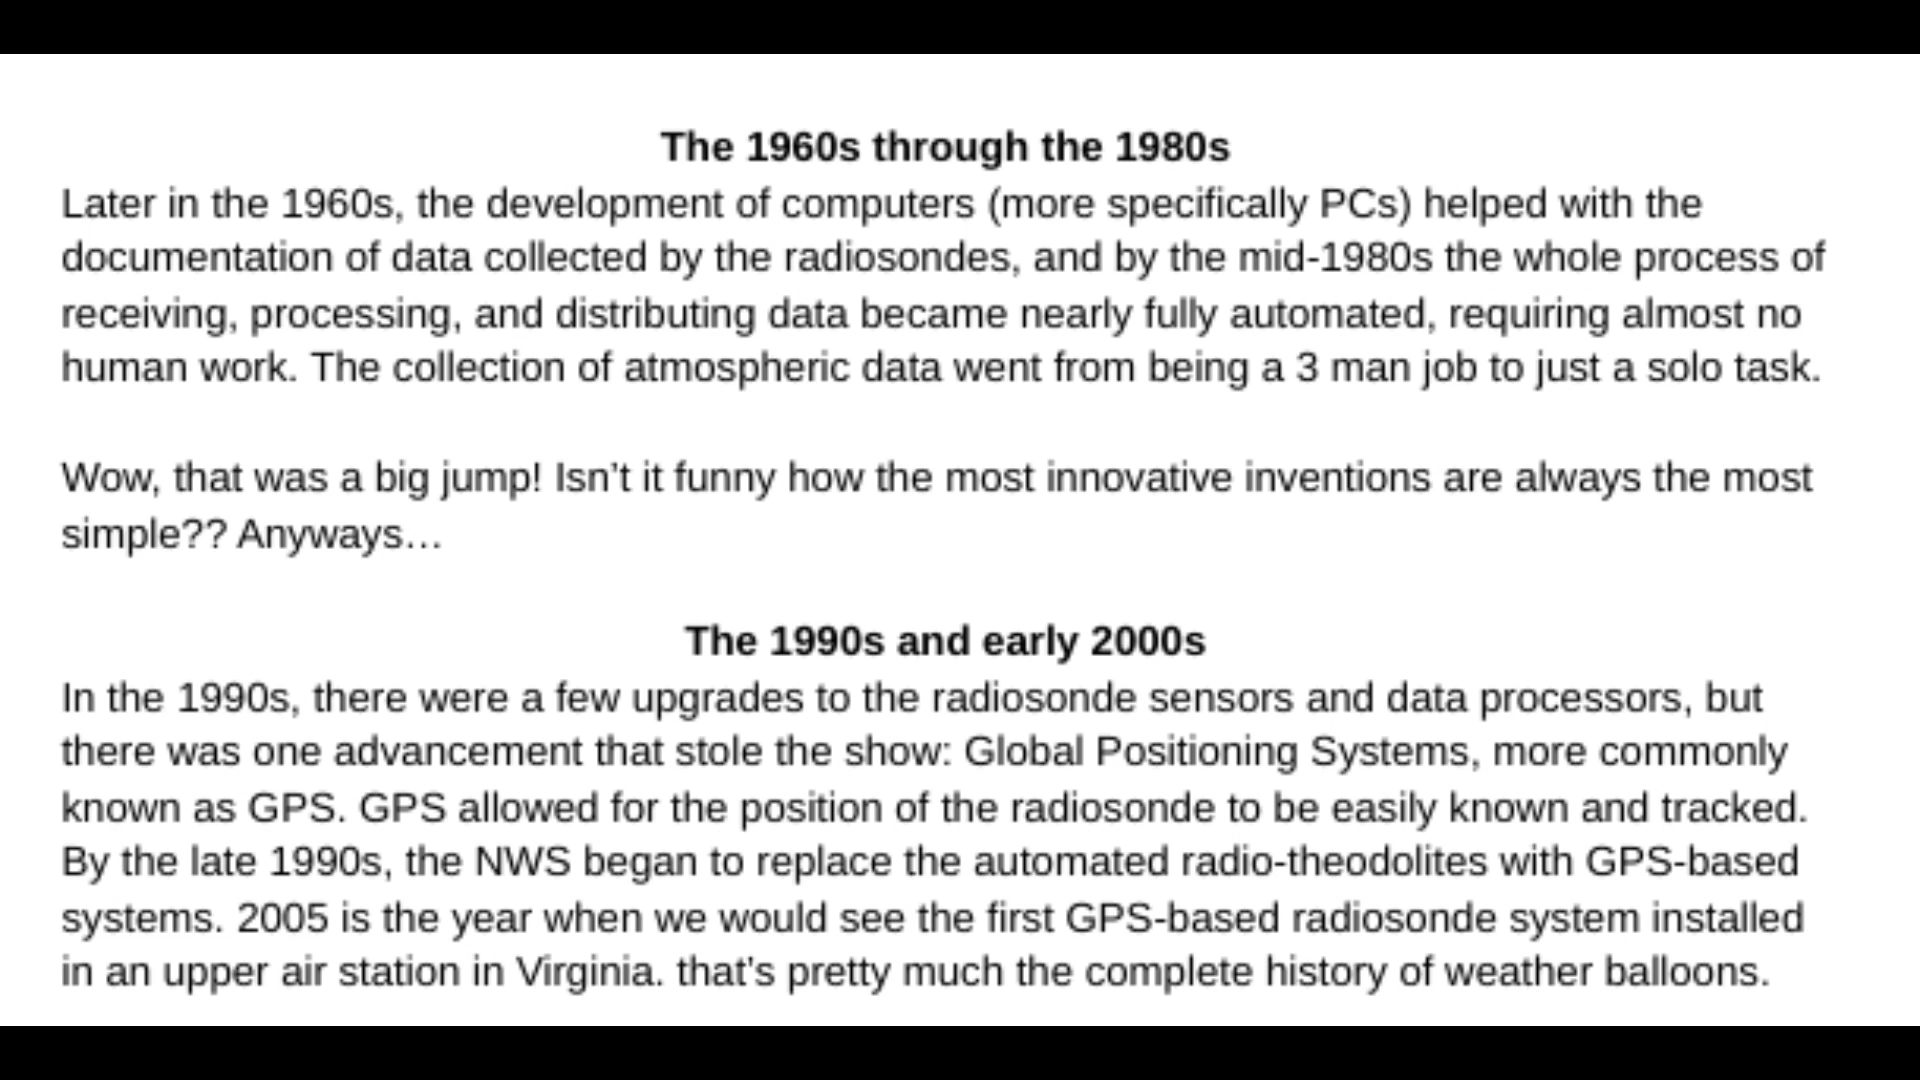 The 1960s through the 1980s
Later in the 1960s, the development of computers (more specifically PCs) helped with the
documentation of data collected by the radiosondes, and by the mid-1980s the whole process of
receiving, processing, and distributing data became nearly fully automated, requiring almost no
human work. The collection of atmospheric data went from being a 3 man job to just a solo task.
Wow, that was a big jump! Isn’t it funny how the most innovative inventions are always the most
simple?? Anyways…
The 1990s and early 2000s
In the 1990s, there were a few upgrades to the radiosonde sensors and data processors, but
there was one advancement that stole the show: Global Positioning Systems, more commonly
known as GPS. GPS allowed for the position of the radiosonde to be easily known and tracked.
By the late 1990s, the NWS began to replace the automated radio-theodolites with GPS-based
systems. 2005 is the year when we would see the first GPS-based radiosonde system installed
in an upper air station in Virginia. that's pretty much the complete history of weather balloons.